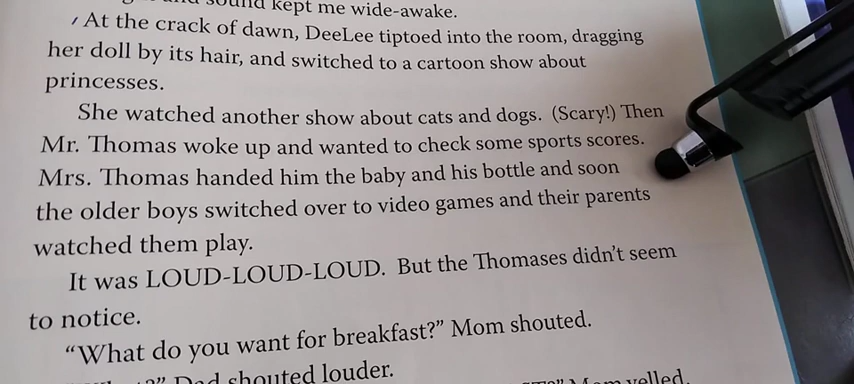 sound kept me wide-awake.
At the crack of dawn, DeeLee tiptoed into the room, dragging
her doll by its hair, and switched to a cartoon show about
princesses.
She watched another show about cats and dogs. (Scary!) Then
Mr. Thomas woke up and wanted to check some sports scores.
Mrs. Thomas handed him the baby and his bottle and soon
the older boys switched over to video games and their parents
watched them play.
It was LOUD-LOUD-LOUD. But the Thomases didn't seem
to notice.
“What do you want for breakfast?” Mom shouted.
Dad shouted louder.
Mom yelled.